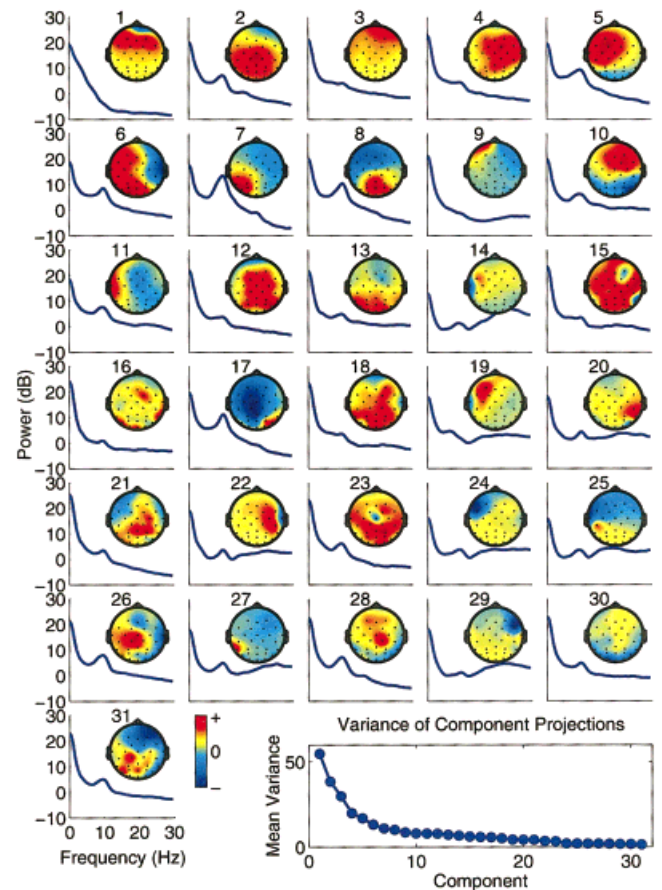 30 1 2 3 4 5
20
10
0
-10
30 6 7 8 9 10
20
10
0
-10
30 11 12 13 14 15
20
10
0
-10
30 16 17 18 19 20
20
10
0
-10
Power (dB)
30 21 22 23 24 25
20
10
0
-10
30 26 27 28 29 30
20
10
0
-10
30 31
20
10
0
-10
0 10 20 30
Frequency (Hz)
+
0
−
Variance of Component Projections
Mean Variance
50
0
0 10 20 30
Component